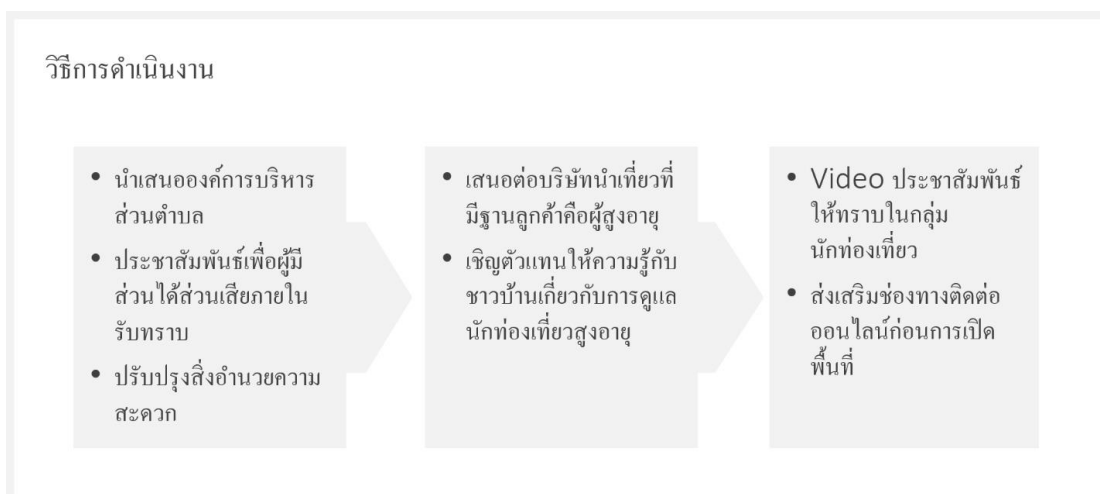 วิธีการดำเนินงาน
• นำเสนอองค์การบริหาร
ส่วนตำบล
• ประชาสัมพันธ์เพื่อผู้มี
ส่วนได้ส่วนเสียภายใน
รับทราบ
• ปรับปรุงสิ่งอำนวยความ
สะดวก
• เสนอต่อบริษัทนำเที่ยวที่
มีฐานลูกค้าคือผู้สูงอายุ
• เชิญตัวแทนให้ความรู้กับ
ชาวบ้านเกี่ยวกับการดูแล
นักท่องเที่ยวสูงอายุ
• Video ประชาสัมพันธ์
ให้ทราบในกลุ่ม
นักท่องเที่ยว
• ส่งเสริมช่องทางติดต่อ
ออนไลน์ก่อนการเปิด
พื้นที่